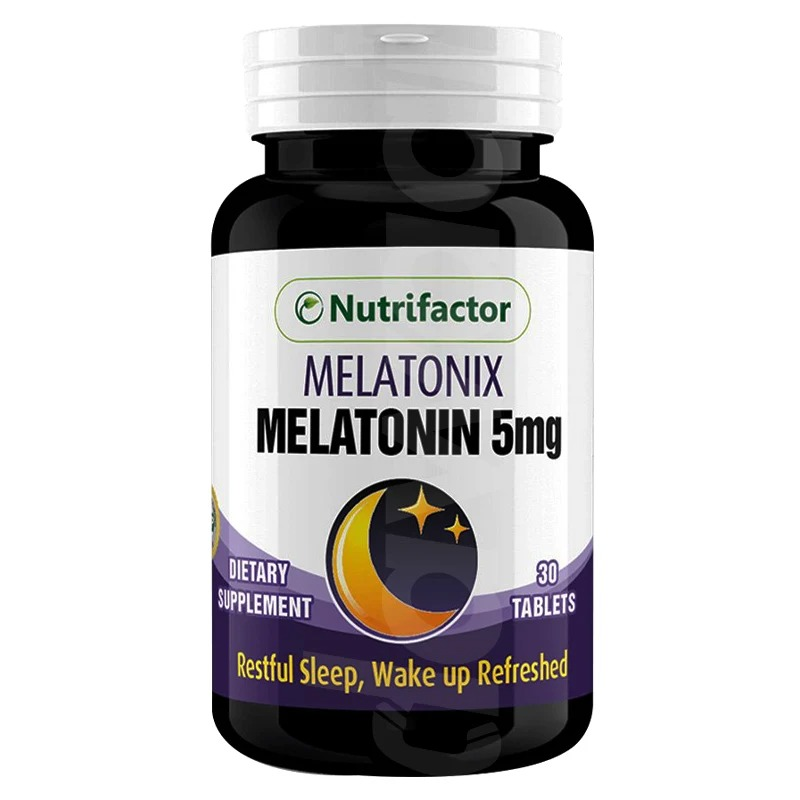 Nutrifactor
MELATONIX
MELATONIN 5mg
DIETARY
SUPPLEMENT
30
TABLETS
Restful Sleep, Wake up Refreshed